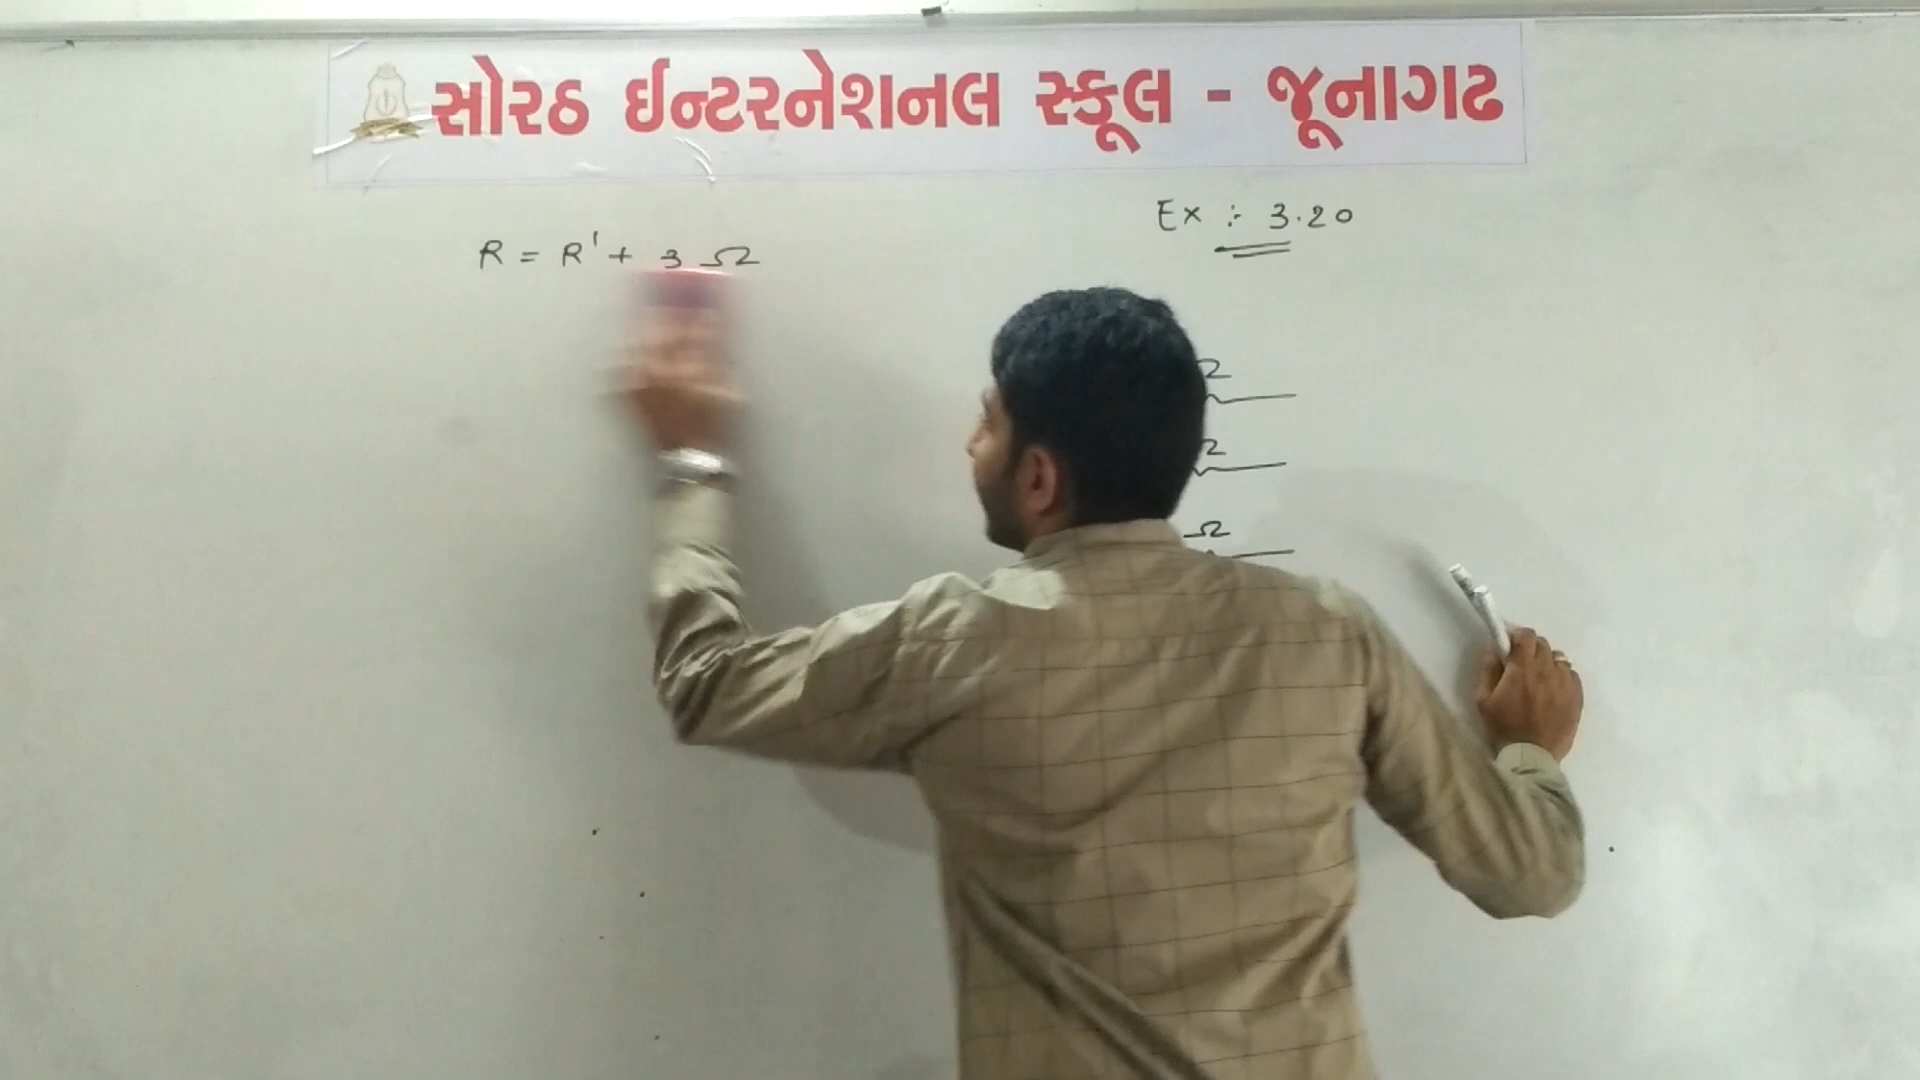 સોરઠ ઈન્ટરનેશનલ સ્કૂલ - જૂનાગઢ
Ex :- 3.20
R = R' + 3 Ω
Ω
Ω
Ω